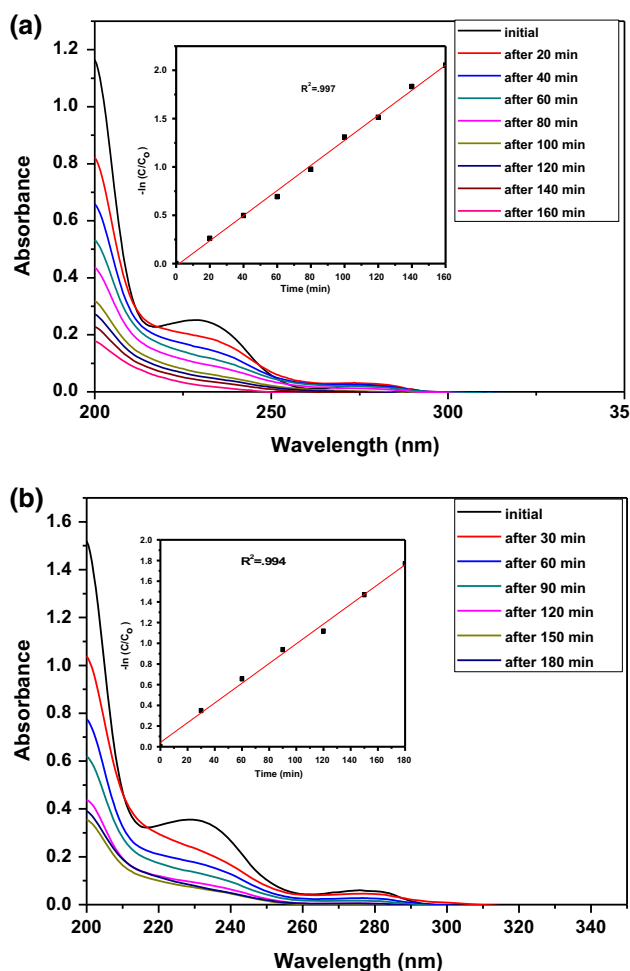 (a)
1.2
1.0
0.8
0.6
0.4
0.2
0.0
Absorbance
200
250
300
35
Wavelength (nm)
2.0
1.5
1.0
0.5
0.0
-ln (C/Co)
R2=.997
0
20
40
60
80
100
120
140
160
Time (min)
initial
after 20 min
after 40 min
after 60 min
after 80 min
after 100 min
after 120 min
after 140 min
after 160 min
(b)
1.6
1.4
1.2
1.0
0.8
0.6
0.4
0.2
0.0
Absorbance
200
220
240
260
280
300
320
340
Wavelength (nm)
2.0
1.8
1.6
1.4
1.2
1.0
0.8
0.6
0.4
0.2
0.0
-ln (C/Co)
R2=.994
0
20
40
60
80
100
120
140
160
180
Time (min)
initial
after 30 min
after 60 min
after 90 min
after 120 min
after 150 min
after 180 min